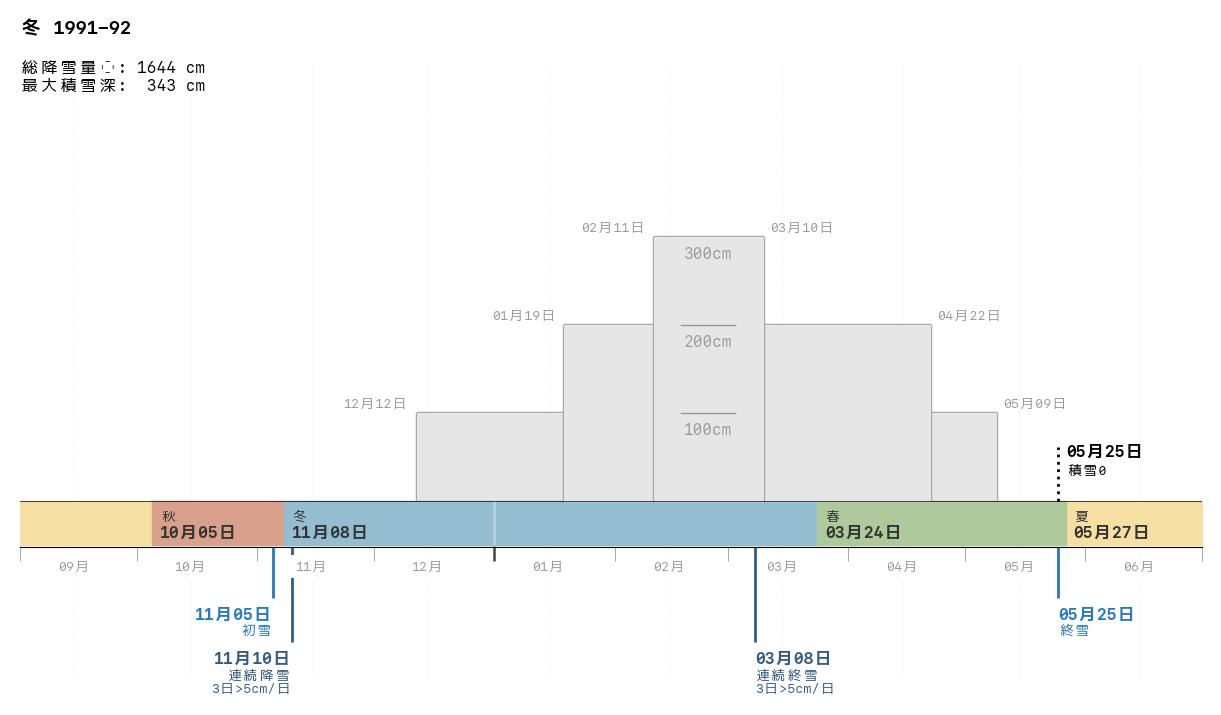 冬 1991–92
総降雪量: 1644 cm
最大積雪深: 343 cm
02月11日
03月10日
300cm
01月19日
04月22日
200cm
12月12日
05月09日
100cm
05月25日
積雪0
秋
10月05日
冬
11月08日
春
03月24日
夏
05月27日
09月
10月
11月
12月
01月
02月
03月
04月
05月
06月
11月05日
初雪
11月10日
連続降雪
3日>5cm/日
03月08日
連続終雪
3日>5cm/日
05月25日
終雪